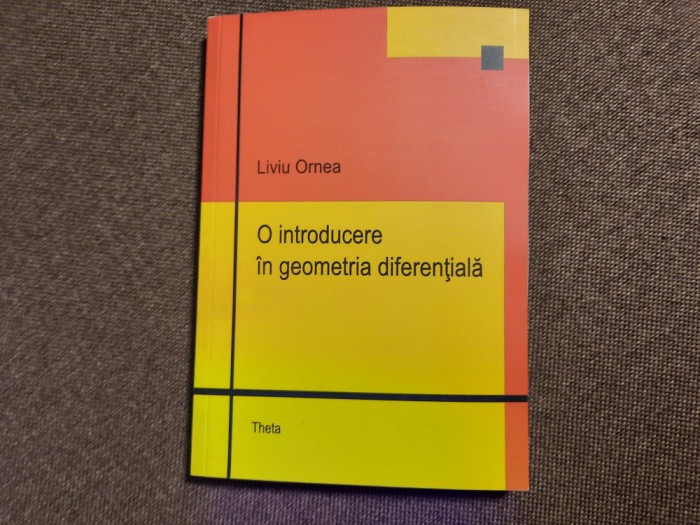 Liviu Ornea
O introducere
în geometria diferenţială
Theta